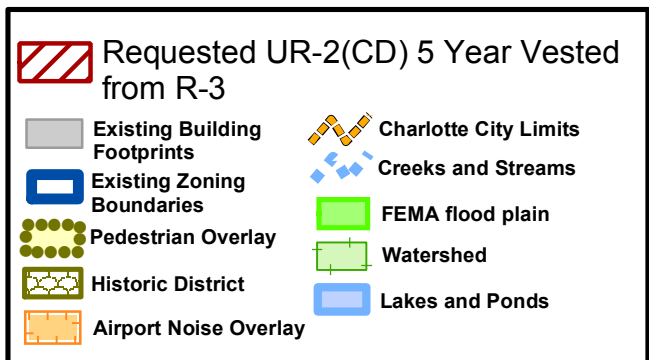 Requested UR-2(CD) 5 Year Vested
from R-3
Existing Building
Footprints
Existing Zoning
Boundaries
Pedestrian Overlay
Historic District
Airport Noise Overlay
Charlotte City Limits
Creeks and Streams
FEMA flood plain
Watershed
Lakes and Ponds